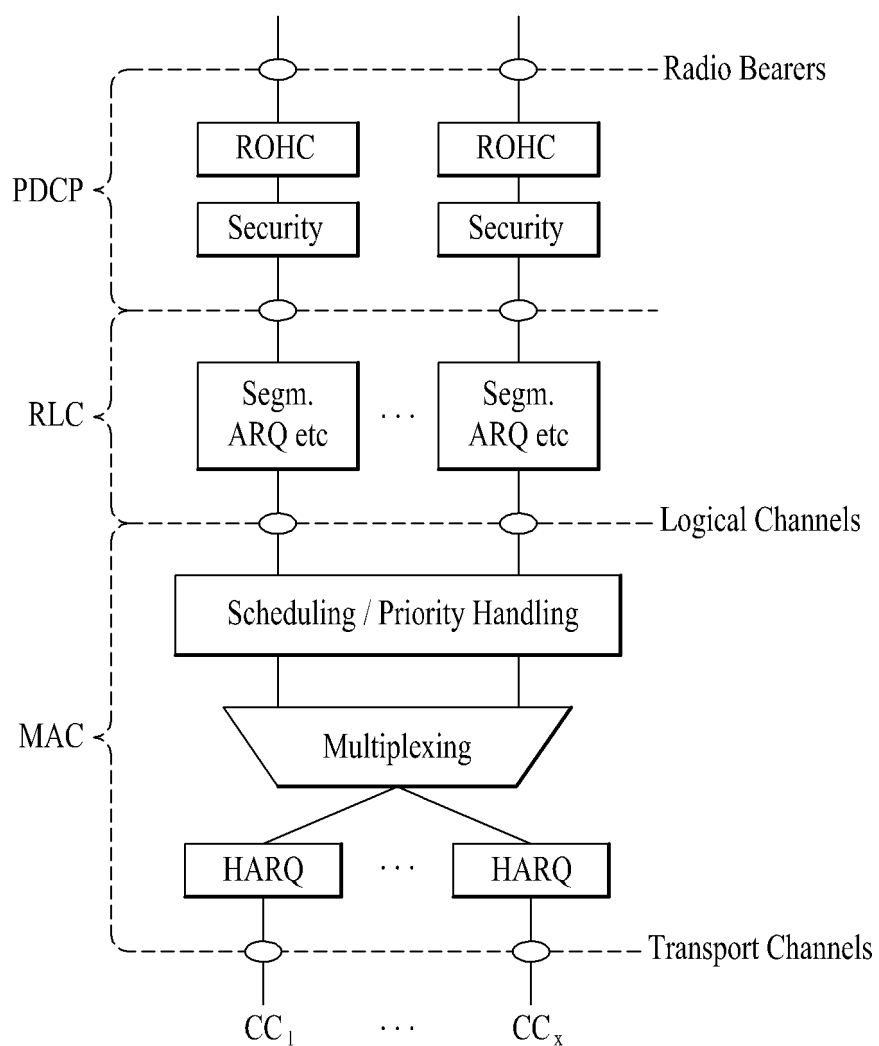 Radio Bearers
ROHC
ROHC
PDCP
Security
Security
Segm.
ARQ etc
...
Segm.
ARQ etc
RLC
Logical Channels
Scheduling / Priority Handling
MAC
Multiplexing
HARQ
...
HARQ
Transport Channels
CC1
...
CCx